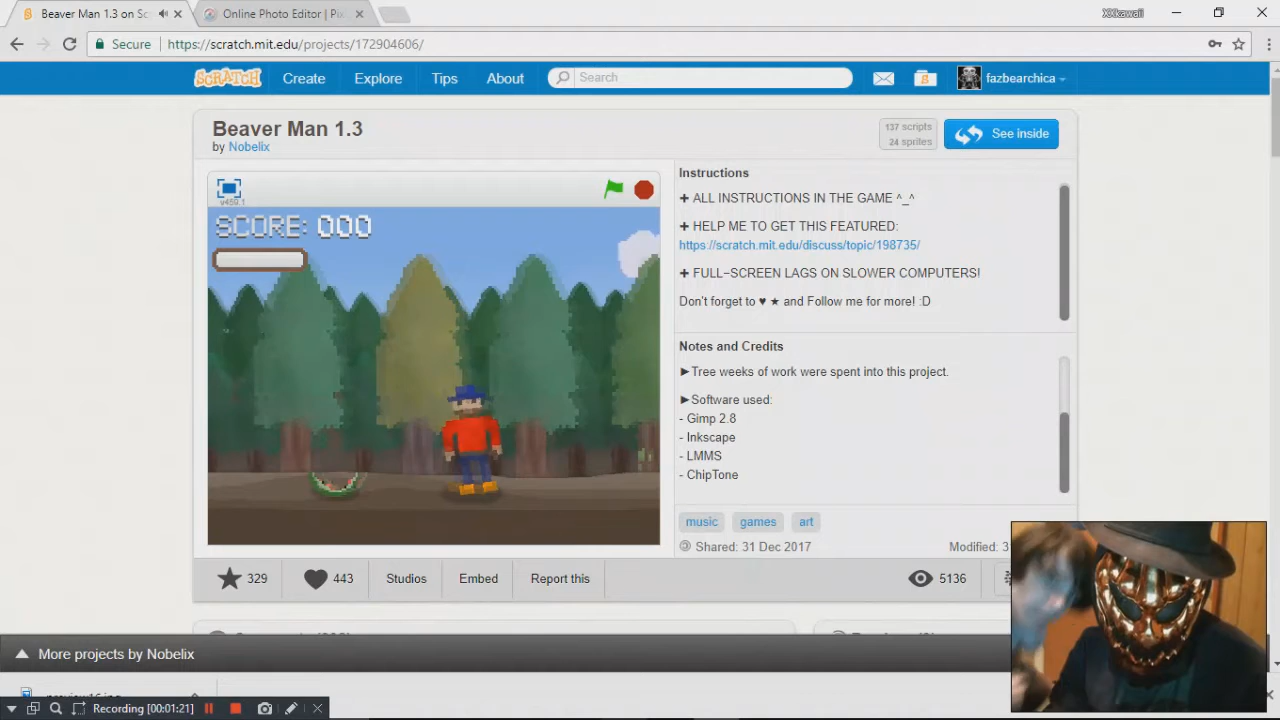 Beaver Man 1.3 on Sc
Online Photo Editor | Pix
XXkawaii
Secure
https://scratch.mit.edu/projects/172904606/
SCRATCH
Create
Explore
Tips
About
Search
fazbearchica
Beaver Man 1.3
by Nobelix
137 scripts
24 sprites
See inside
v459.1
SCORE: 000
Instructions
+ ALL INSTRUCTIONS IN THE GAME ^_^
+ HELP ME TO GET THIS FEATURED:
https://scratch.mit.edu/discuss/topic/198735/
+ FULL-SCREEN LAGS ON SLOWER COMPUTERS!
Don't forget to ♥ ★ and Follow me for more! :D
Notes and Credits
►Tree weeks of work were spent into this project.
►Software used:
- Gimp 2.8
- Inkscape
- LMMS
- ChipTone
music
games
art
Shared: 31 Dec 2017
Modified: 3
329
443
Studios
Embed
Report this
5136
More projects by Nobelix
Recording [00:01:21]